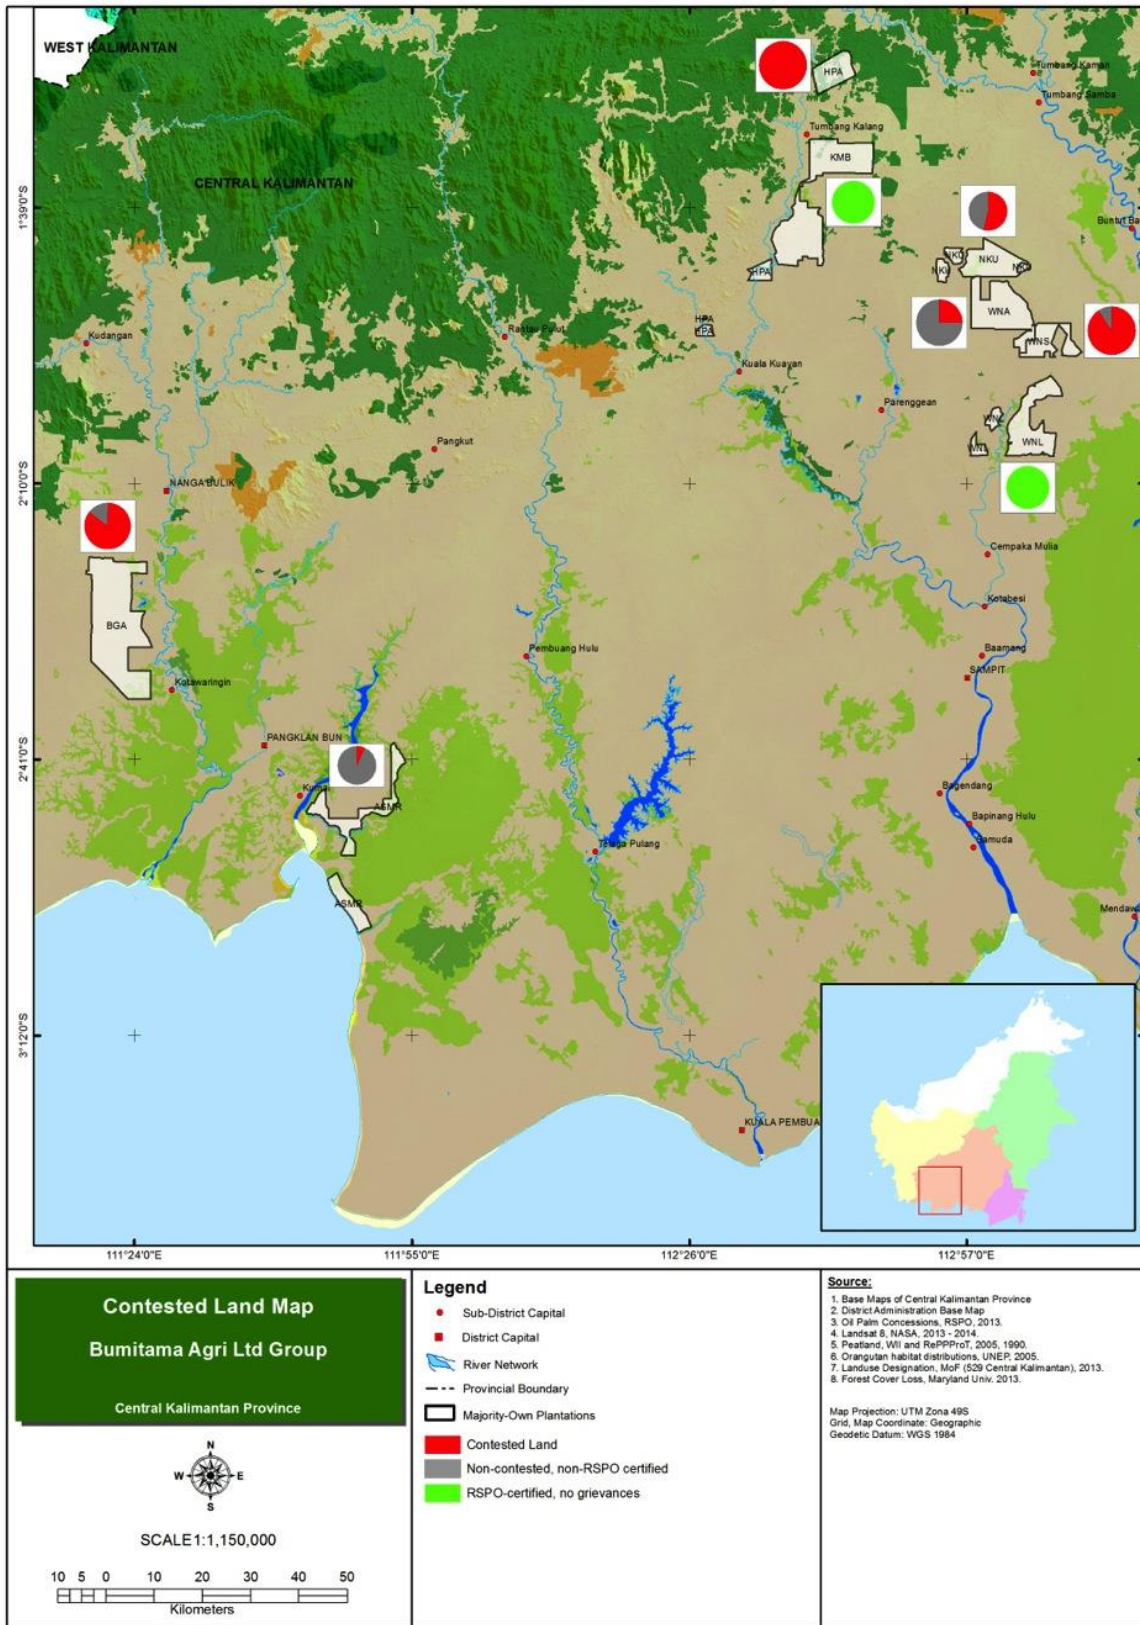 WEST KALIMANTAN
HPA
Tumbang Kaman
Tumbang Samba
Tumbang Kalang
KMB
CENTRAL KALIMANTAN
1°39'0"S
NKU
NKU
NKU
HPA
WNA
HPA
HPA
Rantau Pulut
Kudangan
WNS
Kuala Kuayan
Parenggean
WNL
WNL
WNL
Pangkut
2°10'0"S
NANGA BULIK
Cempaka Mulia
Kotabesi
BGA
Baamang
Pembuang Hulu
SAMPIT
Kotawaringin
PANGKLAN BUN
2°41'0"S
Bagendang
ASMR
Bapinang Hulu
Samuda
Telaga Pulang
ASMR
3°12'0"S
KUALA PEMBUA
111°24'0"E
111°55'0"E
112°26'0"E
112°57'0"E
Contested Land Map
Bumitama Agri Ltd Group
Central Kalimantan Province
N
W
E
S
SCALE 1:1,150,000
10 5 0 10 20 30 40 50
Kilometers
Legend
Sub-District Capital
District Capital
River Network
Provincial Boundary
Majority-Own Plantations
Contested Land
Non-contested, non-RSPO certified
RSPO-certified, no grievances
Source:
1. Base Maps of Central Kalimantan Province
2. District Administration Base Map
3. Oil Palm Concessions, RSPO, 2013.
4. Landsat 8, NASA, 2013 - 2014.
5. Peatland, WII and RePPProT, 2005, 1990.
6. Orangutan habitat distributions, UNEP, 2005.
7. Landuse Designation, MoF (529 Central Kalimantan), 2013.
8. Forest Cover Loss, Maryland Univ. 2013.
Map Projection: UTM Zona 49S
Grid, Map Coordinate: Geographic
Geodetic Datum: WGS 1984